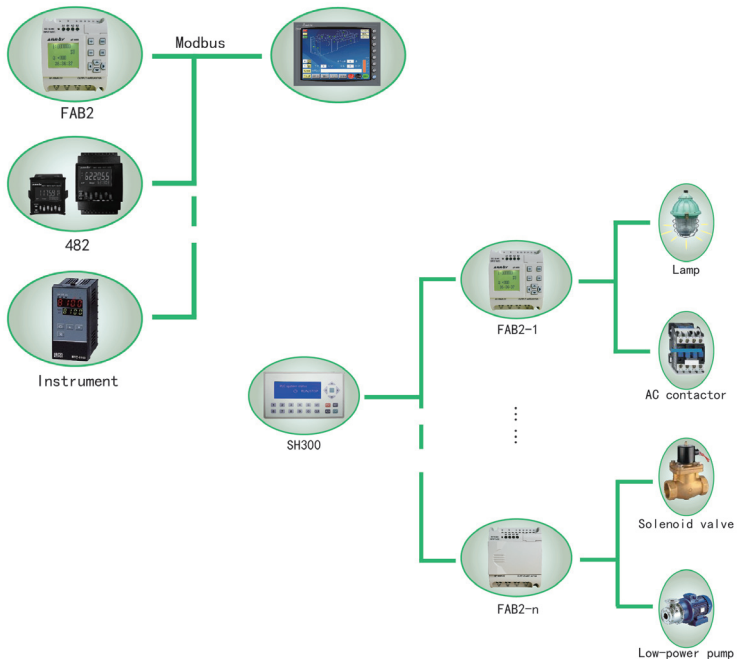 Modbus
FAB2
482
Instrument
SH300
FAB2-1
FAB2-n
Lamp
AC contactor
Solenoid valve
Low-power pump